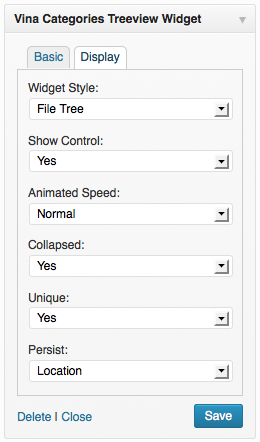 Vina Categories Treeview Widget
Basic Display
Widget Style:
File Tree
Show Control:
Yes
Animated Speed:
Normal
Collapsed:
Yes
Unique:
Yes
Persist:
Location
Delete | Close Save